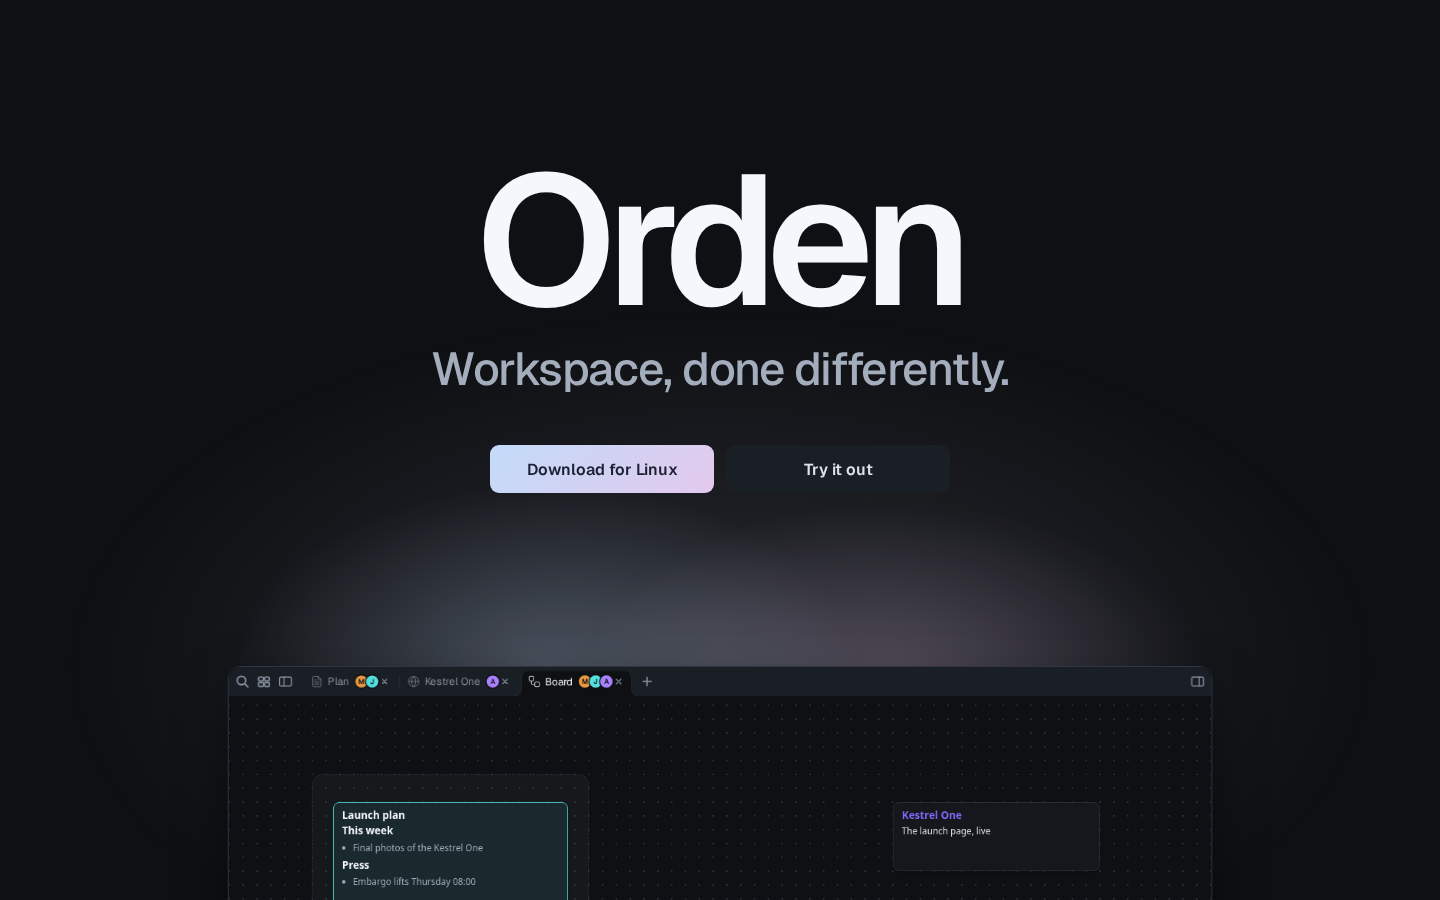 Orden
Workspace, done differently.
Download for Linux
Try it out
Plan M J
Kestrel One A
Board M J A
Launch plan
This week
Final photos of the Kestrel One
Press
Embargo lifts Thursday 08:00
Kestrel One
The launch page, live